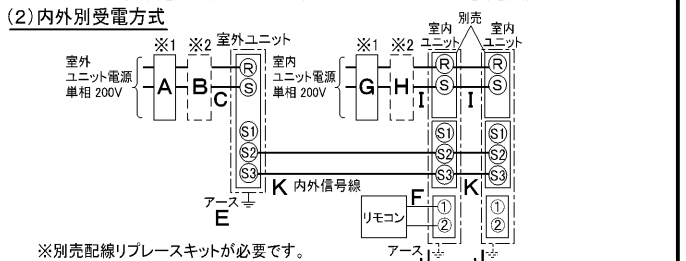 (2)内外別受電方式
※1
※2
室外ユニット
室外
ユニット電源
単相 200V
A
B
C
R
S
S1
S2
S3
アース
E
K 内外信号線
※1
※2
室内
ユニット電源
単相 200V
G
H
I
別売
室内
ユニット
R
S
S1
S2
S3
①
②
I
K
室内
ユニット
R
S
S1
S2
S3
①
②
F
リモコン
アース
J
J
※別売配線リプレースキットが必要です。